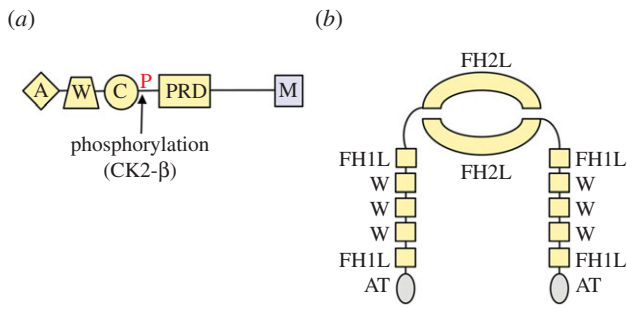 (a)
A W C P PRD M
phosphorylation
(CK2-β)
(b)
FH2L
FH2L
FH1L FH1L
W W
W W
W W
FH1L FH1L
AT AT